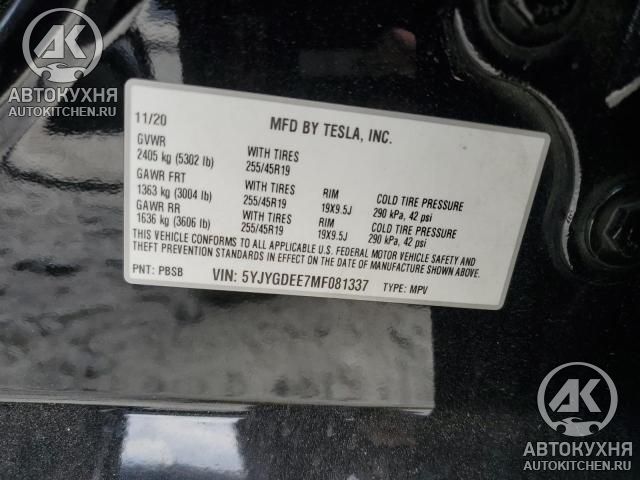 AK
АВТОКУХНЯ
AUTOKITCHEN.RU
11/20 MFD BY TESLA, INC.
GVWR
2405 kg (5302 lb) WITH TIRES 255/45R19
GAWR FRT
1363 kg (3004 lb) WITH TIRES 255/45R19 RIM 19X9.5J COLD TIRE PRESSURE 290 kPa, 42 psi
GAWR RR
1636 kg (3606 lb) WITH TIRES 255/45R19 RIM 19X9.5J COLD TIRE PRESSURE 290 kPa, 42 psi
THIS VEHICLE CONFORMS TO ALL APPLICABLE U.S. FEDERAL MOTOR VEHICLE SAFETY AND
THEFT PREVENTION STANDARDS IN EFFECT ON THE DATE OF MANUFACTURE SHOWN ABOVE.
PNT: PBSB VIN: 5YJYGDEE7MF081337 TYPE: MPV
AK
АВТОКУХНЯ
AUTOKITCHEN.RU